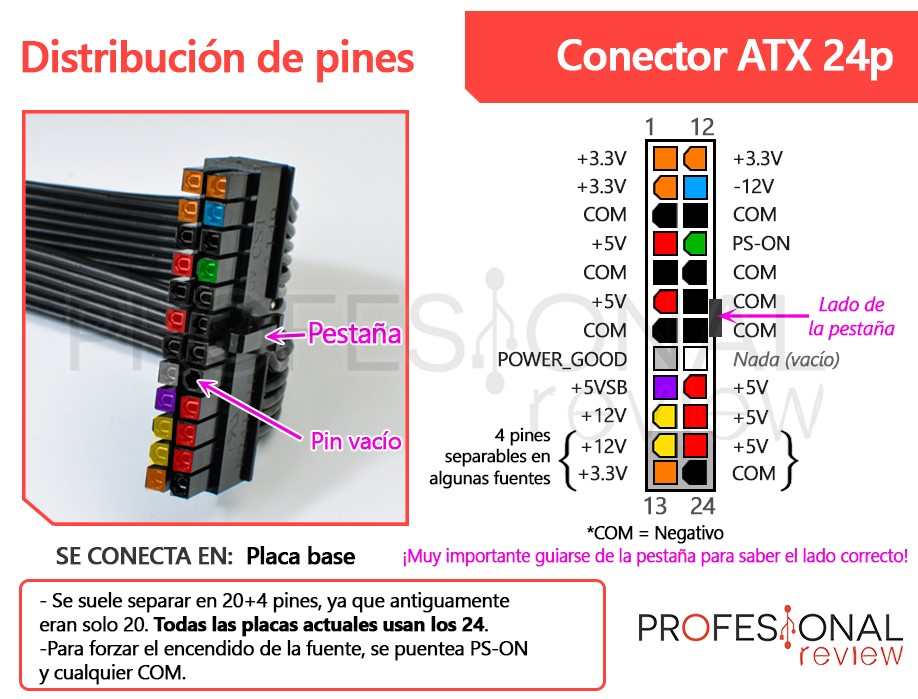 Distribución de pines
Conector ATX 24p
Pestaña
Pin vacío
1 12
+3.3V +3.3V
+3.3V -12V
COM COM
+5V PS-ON
COM COM
+5V COM
COM COM
POWER_GOOD Nada (vacío)
+5VSB +5V
+12V +5V
+12V +5V
+3.3V COM
Lado de
la pestaña
4 pines
separables en
algunas fuentes
13 24
*COM = Negativo
SE CONECTA EN: Placa base
¡Muy importante guiarse de la pestaña para saber el lado correcto!
- Se suele separar en 20+4 pines, ya que antiguamente
eran solo 20. Todas las placas actuales usan los 24.
-Para forzar el encendido de la fuente, se puentea PS-ON
y cualquier COM.
PROFESIONAL
review
PROFESIONAL
review